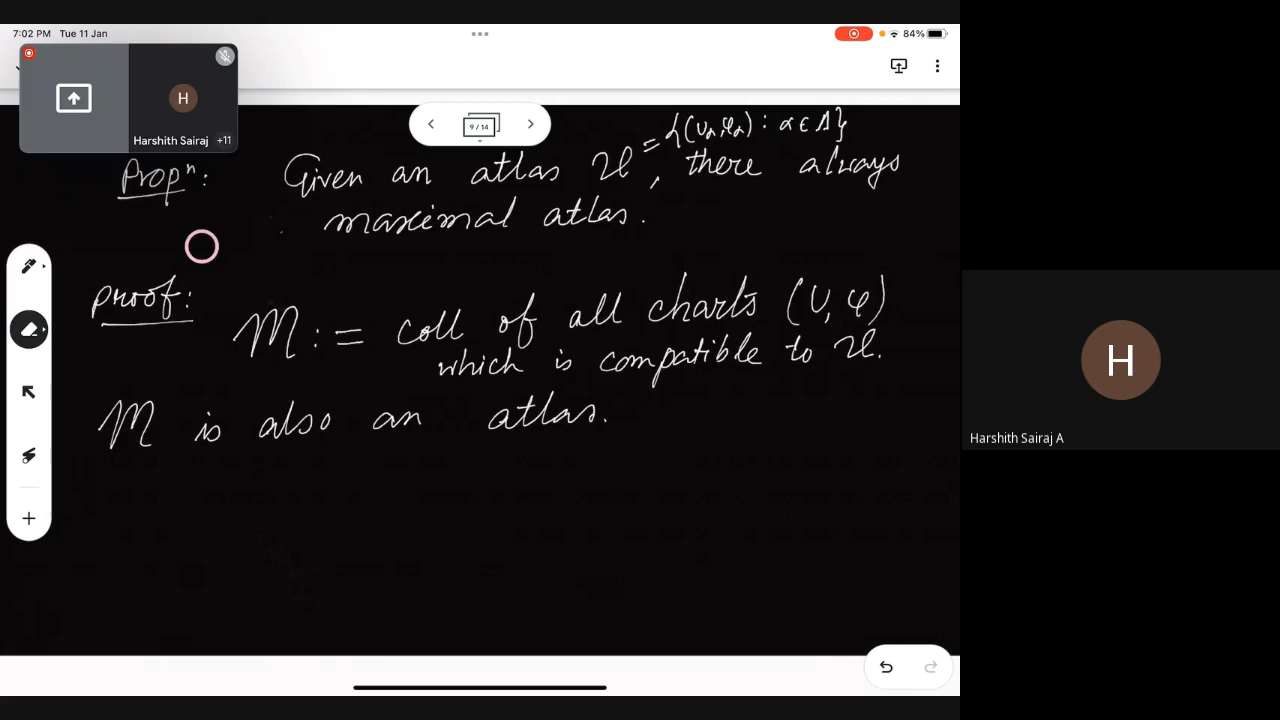 7:02 PM Tue 11 Jan
84%
H
Harshith Sairaj +11
9 / 14
= {(Uα, φα) : α ∈ Λ}
Propⁿ: Given an atlas 𝒰, there always
maximal atlas.
Proof: M := coll of all charts (U, φ)
which is compatible to 𝒰.
M is also an atlas.
H
Harshith Sairaj A